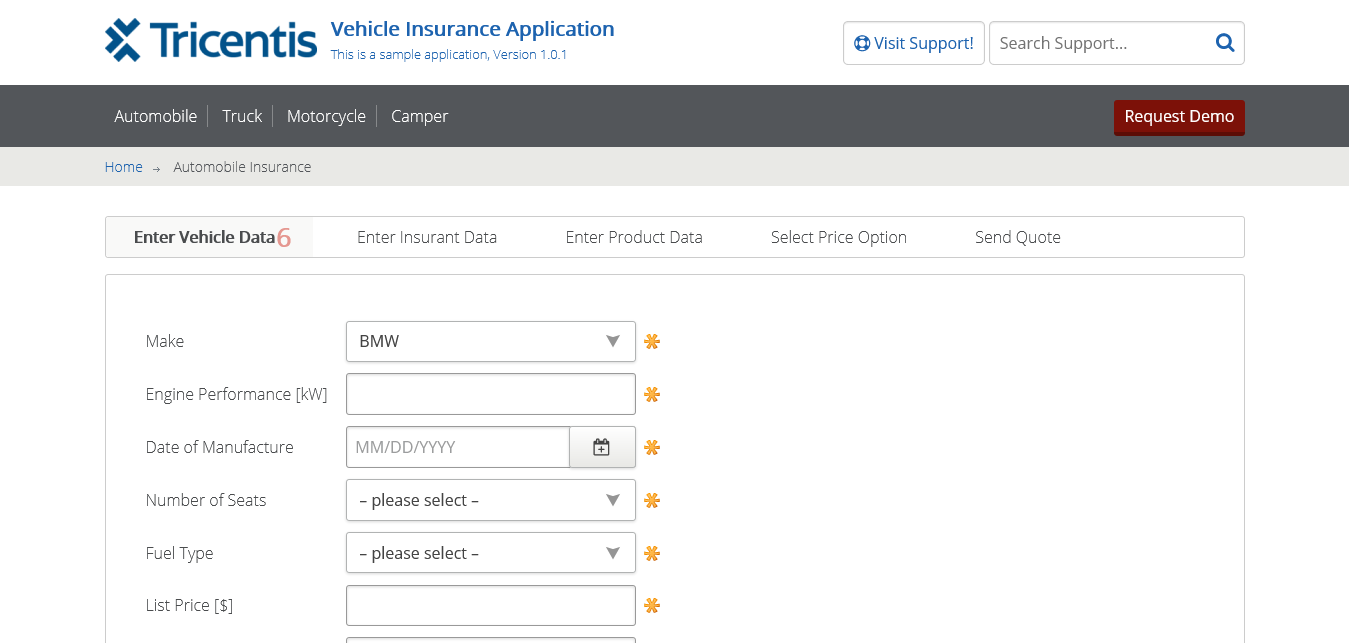 Tricentis
Vehicle Insurance Application
This is a sample application, Version 1.0.1
Visit Support!
Search Support...
Automobile
Truck
Motorcycle
Camper
Request Demo
Home → Automobile Insurance
Enter Vehicle Data 6
Enter Insurant Data
Enter Product Data
Select Price Option
Send Quote
Make
BMW
Engine Performance [kW]
Date of Manufacture
MM/DD/YYYY
Number of Seats
– please select –
Fuel Type
– please select –
List Price [$]